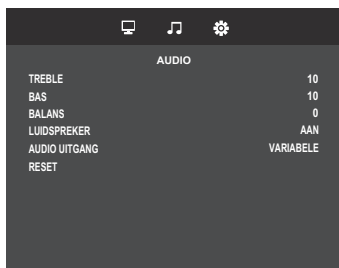 AUDIO
TREBLE 10
BAS 10
BALANS 0
LUIDSPREKER AAN
AUDIO UITGANG VARIABELE
RESET